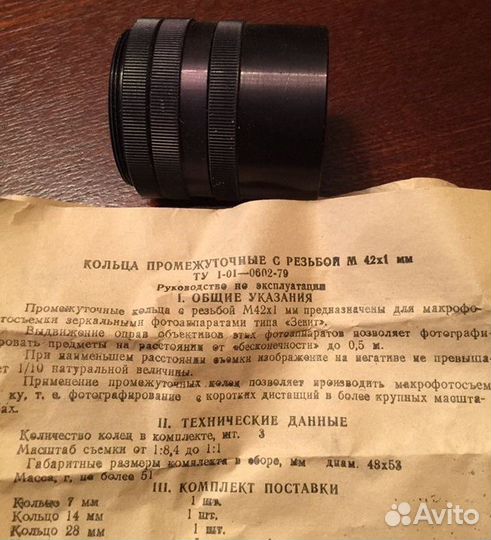 КОЛЬЦА ПРОМЕЖУТОЧНЫЕ С РЕЗЬБОЙ М 42х1 мм
ТУ 1-01—0602-79
Руководство по эксплуатации
I. ОБЩИЕ УКАЗАНИЯ
Промежуточные кольца с резьбой М42х1 мм предназначены для макрофо-
тосъемки зеркальными фотоаппаратами типа «Зенит».
Выдвижение оправ объективов этих фотоаппаратов позволяет фотографи-
ровать предметы на расстоянии от «бесконечности» до 0,5 м.
При наименьшем расстоянии съемки изображение на негативе не превыша-
ет 1/10 натуральной величины.
Применение промежуточных колец позволяет производить макрофотосъем-
ку, т. е. фотографирование с коротких дистанций в более крупных масшта-
бах.
II. ТЕХНИЧЕСКИЕ ДАННЫЕ
Количество колец в комплекте, шт. 3
Масштаб съемки от 1:8,4 до 1:1
Габаритные размеры комплекта в сборе, мм диам. 48х53
Масса, г, не более 51
III. КОМПЛЕКТ ПОСТАВКИ
Кольцо 7 мм 1 шт.
Кольцо 14 мм 1 шт.
Кольцо 28 мм 1 шт.
Avito